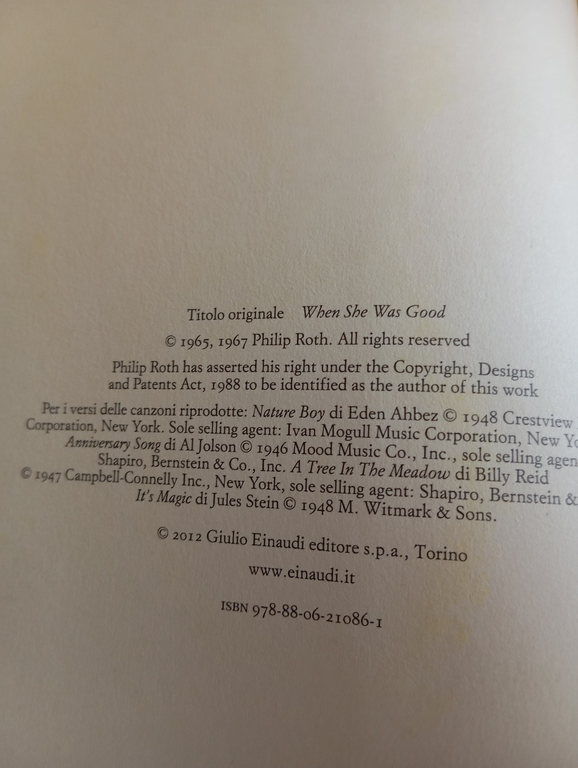 Titolo originale When She Was Good
© 1965, 1967 Philip Roth. All rights reserved
Philip Roth has asserted his right under the Copyright, Designs
and Patents Act, 1988 to be identified as the author of this work
Per i versi delle canzoni riprodotte: Nature Boy di Eden Ahbez © 1948 Crestview
Corporation, New York. Sole selling agent: Ivan Mogull Music Corporation, New Yo
Anniversary Song di Al Jolson © 1946 Mood Music Co., Inc., sole selling agen
Shapiro, Bernstein & Co., Inc. A Tree In The Meadow di Billy Reid
© 1947 Campbell-Connelly Inc., New York, sole selling agent: Shapiro, Bernstein &
It's Magic di Jules Stein © 1948 M. Witmark & Sons.
© 2012 Giulio Einaudi editore s.p.a., Torino
www.einaudi.it
ISBN 978-88-06-21086-1